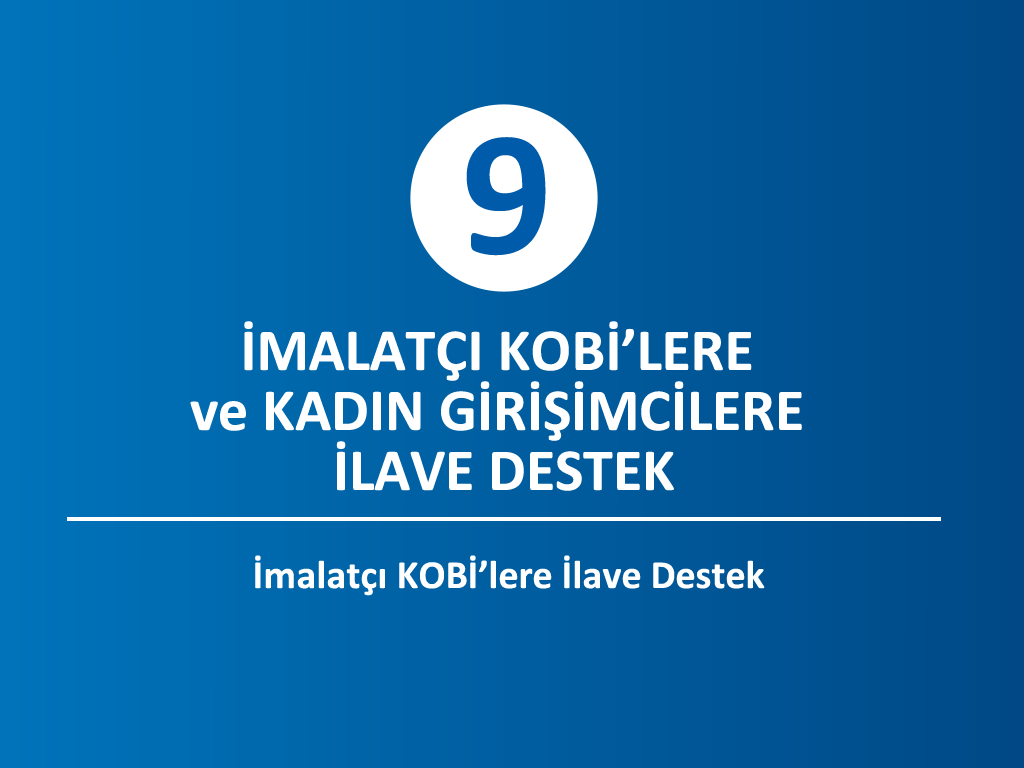 9
İMALATÇI KOBİ’LERE
ve KADIN GİRİŞİMCİLERE
İLAVE DESTEK
İmalatçı KOBİ’lere İlave Destek